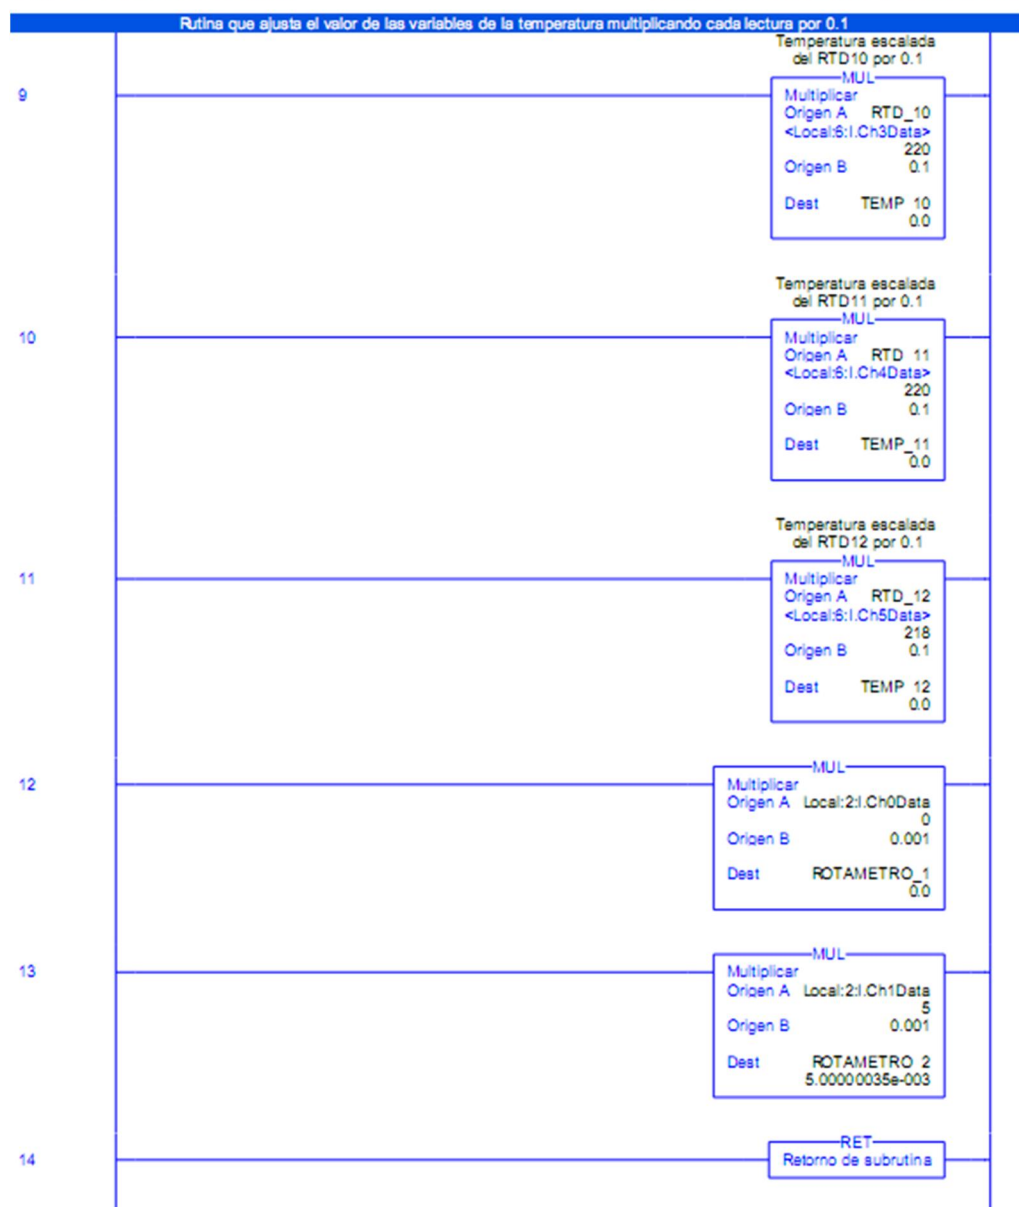 Rutina que ajusta el valor de las variables de la temperatura multiplicando cada lectura por 0.1
Temperatura escalada
del RTD10 por 0.1
9
MUL
Multiplicar
Origen A RTD_10
<Local:6:I.Ch3Data>
220
Origen B 0.1
Dest TEMP_10
0.0
Temperatura escalada
del RTD11 por 0.1
10
MUL
Multiplicar
Origen A RTD_11
<Local:6:I.Ch4Data>
220
Origen B 0.1
Dest TEMP_11
0.0
Temperatura escalada
del RTD12 por 0.1
11
MUL
Multiplicar
Origen A RTD_12
<Local:6:I.Ch5Data>
218
Origen B 0.1
Dest TEMP_12
0.0
12
MUL
Multiplicar
Origen A Local:2:I.Ch0Data
0
Origen B 0.001
Dest ROTAMETRO_1
0.0
13
MUL
Multiplicar
Origen A Local:2:I.Ch1Data
5
Origen B 0.001
Dest ROTAMETRO_2
5.00000035e-003
14
RET
Retorno de subrutina